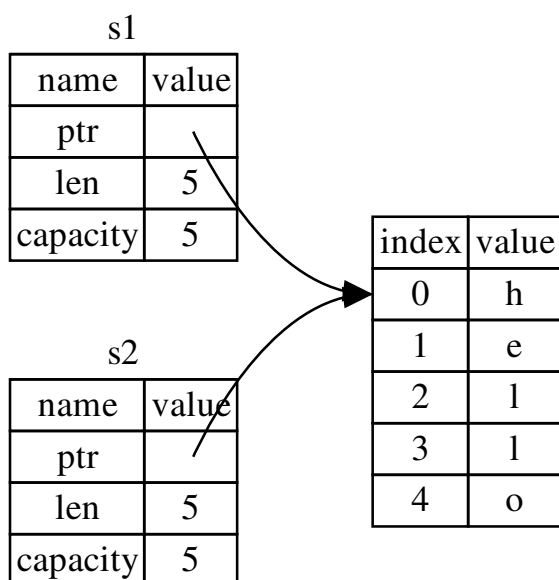 s1
name value
ptr
len 5
capacity 5
s2
name value
ptr
len 5
capacity 5
index value
0 h
1 e
2 l
3 l
4 o